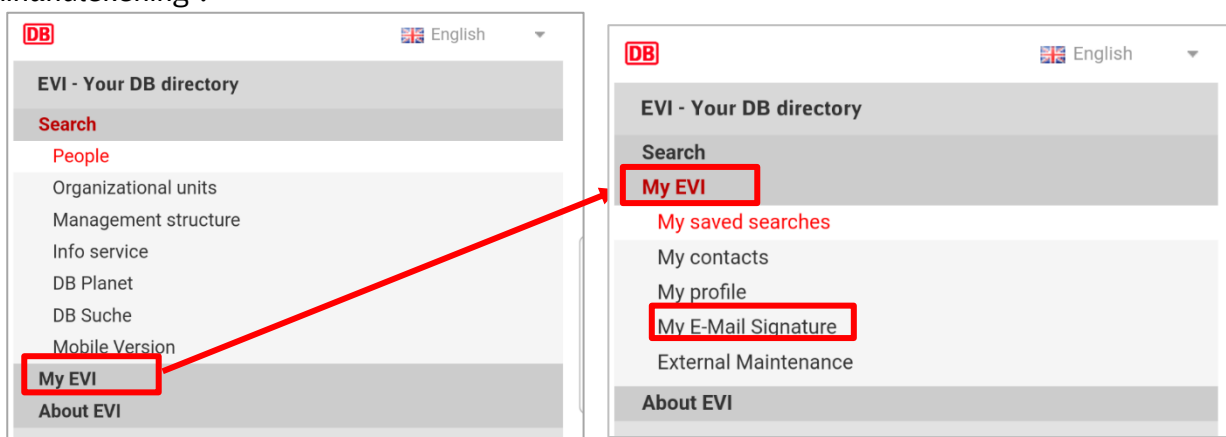 DB
English
EVI - Your DB directory
Search
People
Organizational units
Management structure
Info service
DB Planet
DB Suche
Mobile Version
My EVI
About EVI
DB
English
EVI - Your DB directory
Search
My EVI
My saved searches
My contacts
My profile
My E-Mail Signature
External Maintenance
About EVI